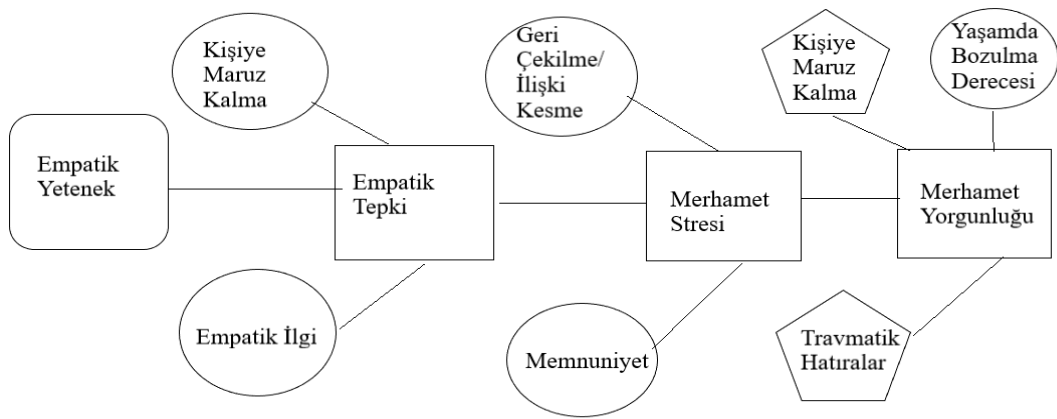 Kişiye
Maruz
Kalma
Geri
Çekilme/
İlişki
Kesme
Kişiye
Maruz
Kalma
Yaşamda
Bozulma
Derecesi
Empatik
Yetenek
Empatik
Tepki
Merhamet
Stresi
Merhamet
Yorgunluğu
Empatik İlgi
Memnuniyet
Travmatik
Hatıralar